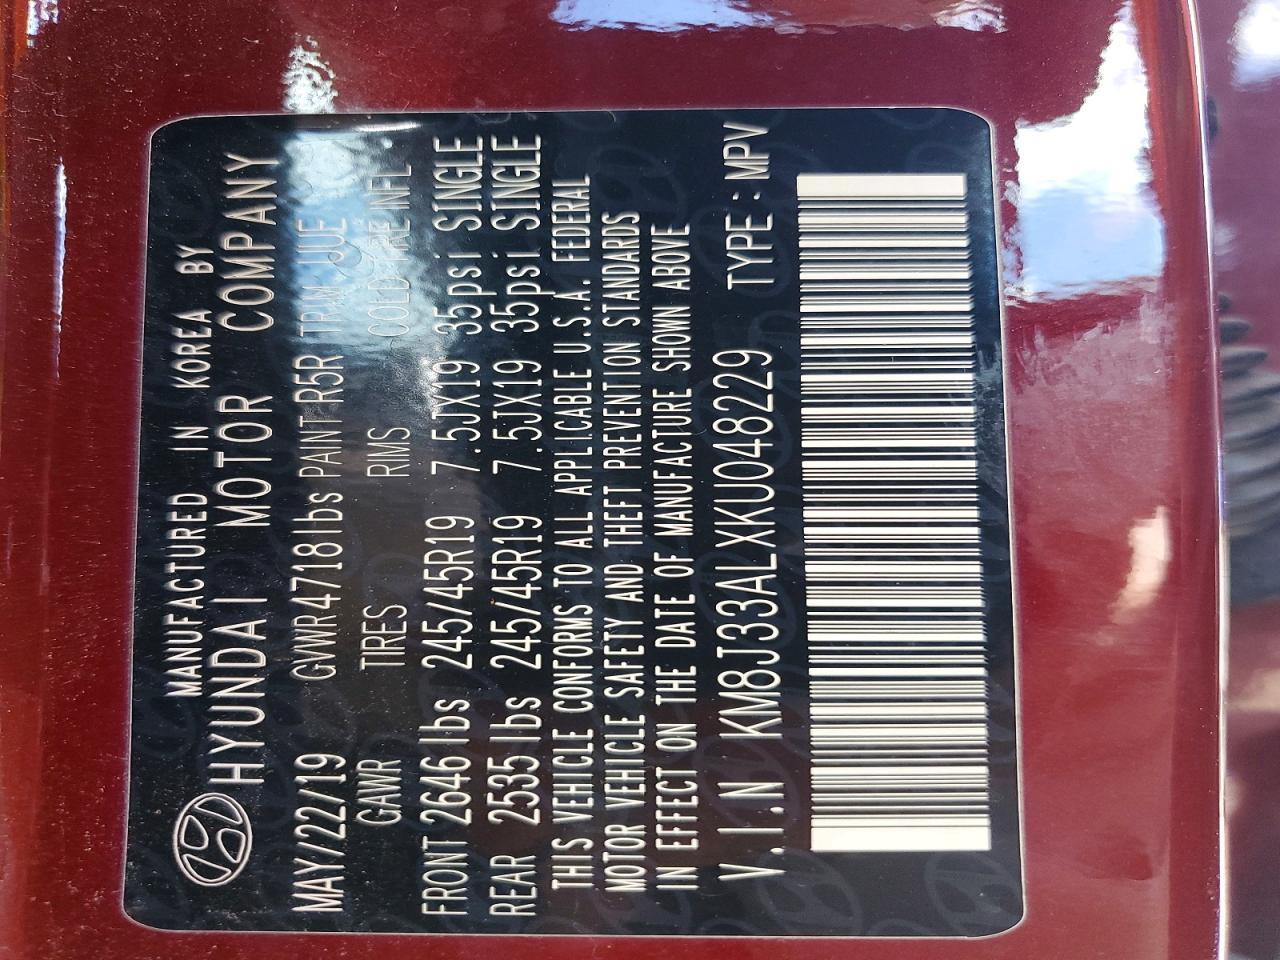 MANUFACTURED IN KOREA BY
HYUNDAI MOTOR COMPANY
MAY/22/19 GVWR4718lbs PAINT R5R TRIM UUE
GAWR TIRES RIMS COLD TIRE INFL.
FRONT 2646 lbs 245/45R19 7.5JX19 35psi SINGLE
REAR 2535 lbs 245/45R19 7.5JX19 35psi SINGLE
THIS VEHICLE CONFORMS TO ALL APPLICABLE U.S.A. FEDERAL
MOTOR VEHICLE SAFETY AND THEFT PREVENTION STANDARDS
IN EFFECT ON THE DATE OF MANUFACTURE SHOWN ABOVE
V.I.N KM8J33ALXKU048229 TYPE : MPV